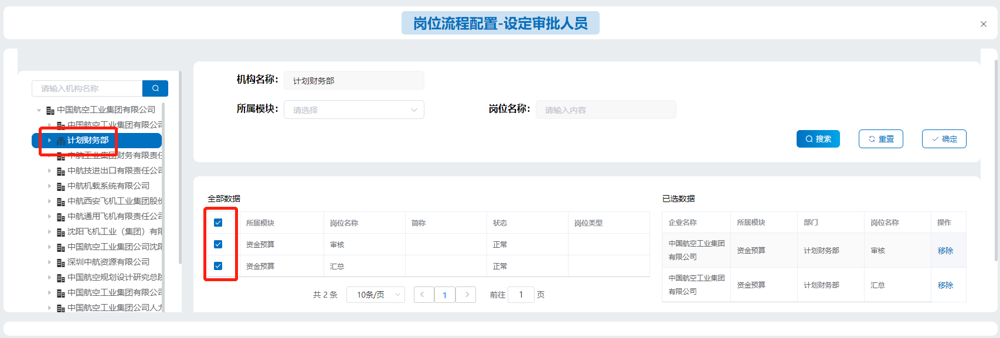 岗位流程配置-设定审批人员
请输入机构名称
中国航空工业集团有限公司
中国航空工业集团有限公司
计划财务部
中航工业集团财务有限责任
中航技进出口有限责任公司
中航机载系统有限公司
中航西安飞机工业集团股份
中航通用飞机有限责任公司
沈阳飞机工业（集团）有限
中国航空工业集团公司沈阳
深圳中航资源有限公司
中国航空规划设计研究总院
中国航空工业集团有限公司
中国航空工业集团公司人力
机构名称： 计划财务部
所属模块： 请选择 岗位名称： 请输入内容
搜索 重置 确定
全部数据
所属模块 岗位名称 简称 状态 岗位类型
资金预算 审核 正常
资金预算 汇总 正常
共 2 条 10条/页 1 前往 1 页
已选数据
企业名称 所属模块 部门 岗位名称 操作
中国航空工业集团
有限公司 资金预算 计划财务部 审核 移除
中国航空工业集团
有限公司 资金预算 计划财务部 汇总 移除